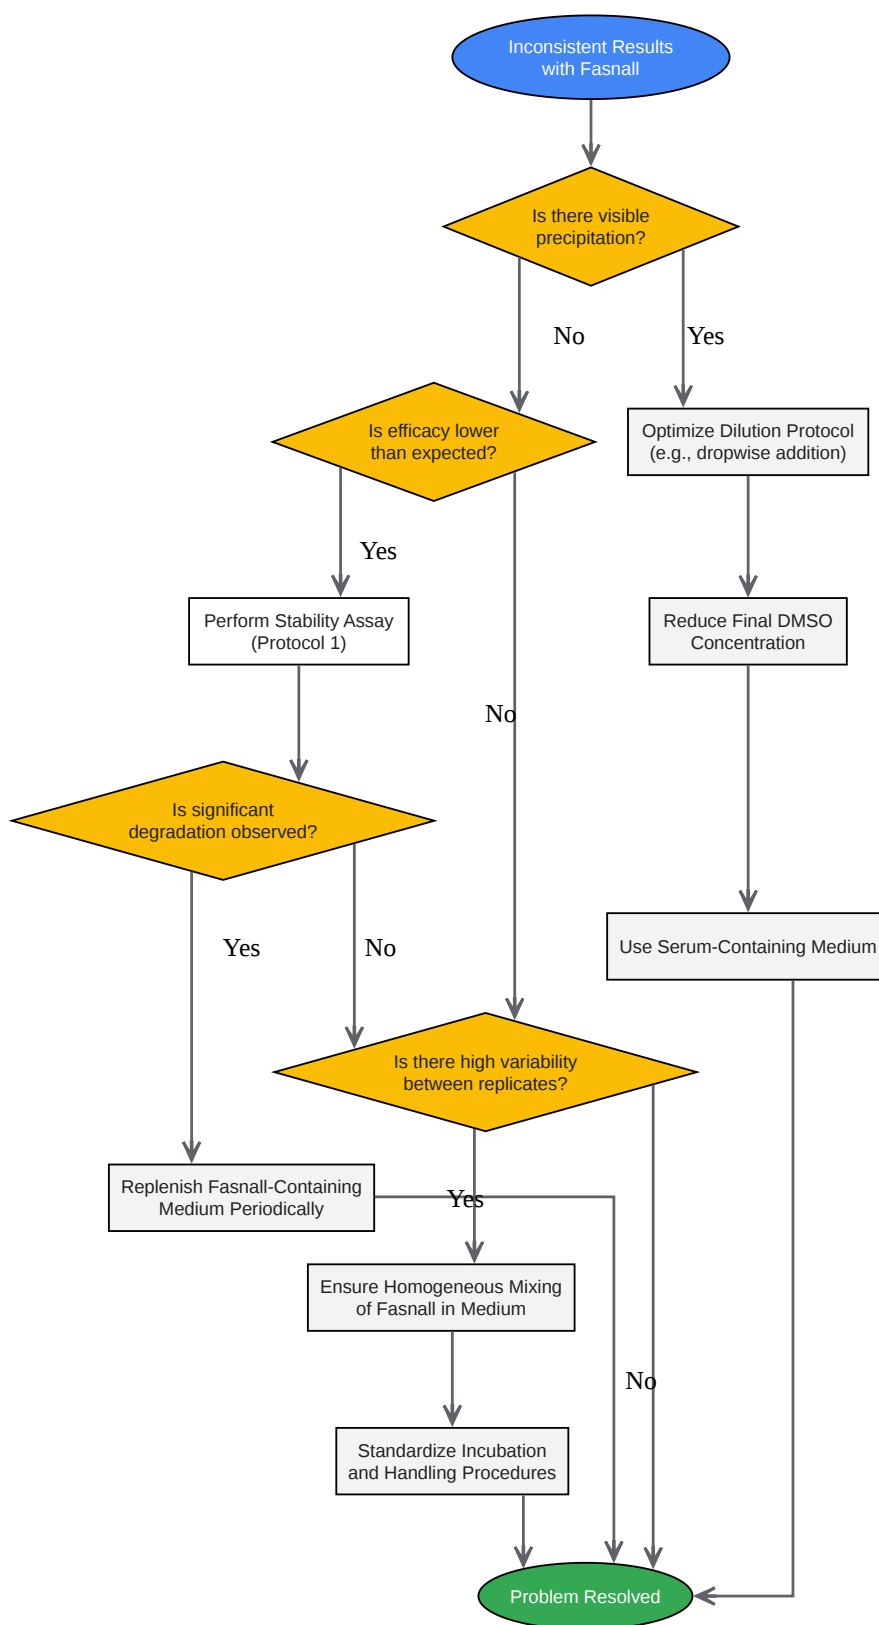 Inconsistent Results
with Fasnall
Is there visible
precipitation?
No
Yes
Is efficacy lower
than expected?
Optimize Dilution Protocol
(e.g., dropwise addition)
Yes
Perform Stability Assay
(Protocol 1)
Reduce Final DMSO
Concentration
No
Is significant
degradation observed?
Yes
No
Use Serum-Containing Medium
Is there high variability
between replicates?
Replenish Fasnall-Containing
Medium Periodically
Yes
Ensure Homogeneous Mixing
of Fasnall in Medium
No
Standardize Incubation
and Handling Procedures
Problem Resolved